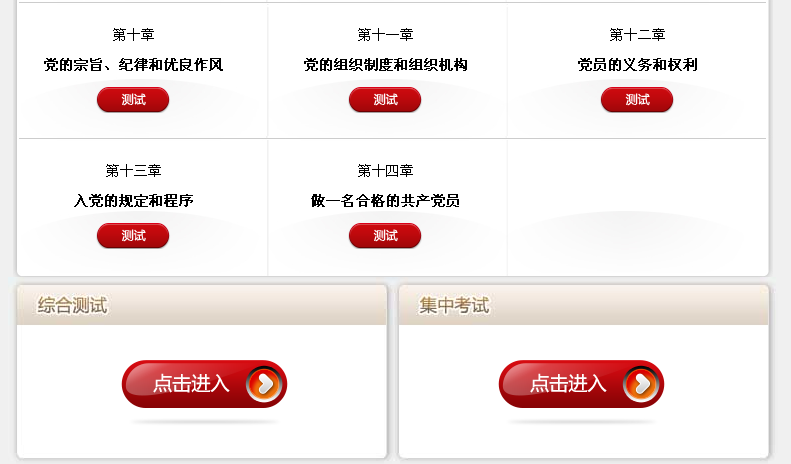 第十章
党的宗旨、纪律和优良作风
测试
第十一章
党的组织制度和组织机构
测试
第十二章
党员的义务和权利
测试
第十三章
入党的规定和程序
测试
第十四章
做一名合格的共产党员
测试
综合测试
点击进入
集中考试
点击进入